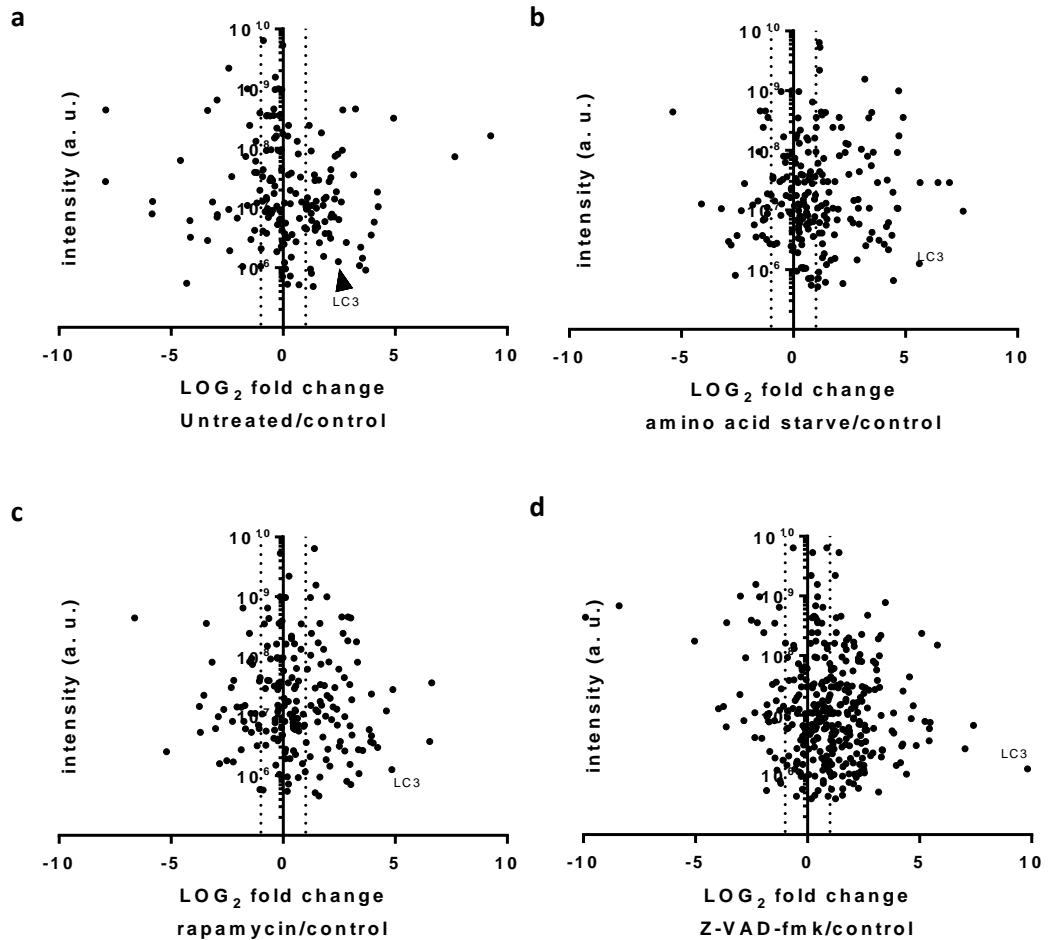 a
10^10
10^9
10^8
10^7
10^6
intensity (a. u.)
LC3
-10 -5 0 5 10
LOG₂ fold change
Untreated/control
b
10^10
10^9
10^8
10^7
10^6
intensity (a. u.)
LC3
-10 -5 0 5 10
LOG₂ fold change
amino acid starve/control
c
10^10
10^9
10^8
10^7
10^6
intensity (a. u.)
LC3
-10 -5 0 5 10
LOG₂ fold change
rapamycin/control
d
10^10
10^9
10^8
10^7
10^6
intensity (a. u.)
LC3
-10 -5 0 5 10
LOG₂ fold change
Z-VAD-fmk/control